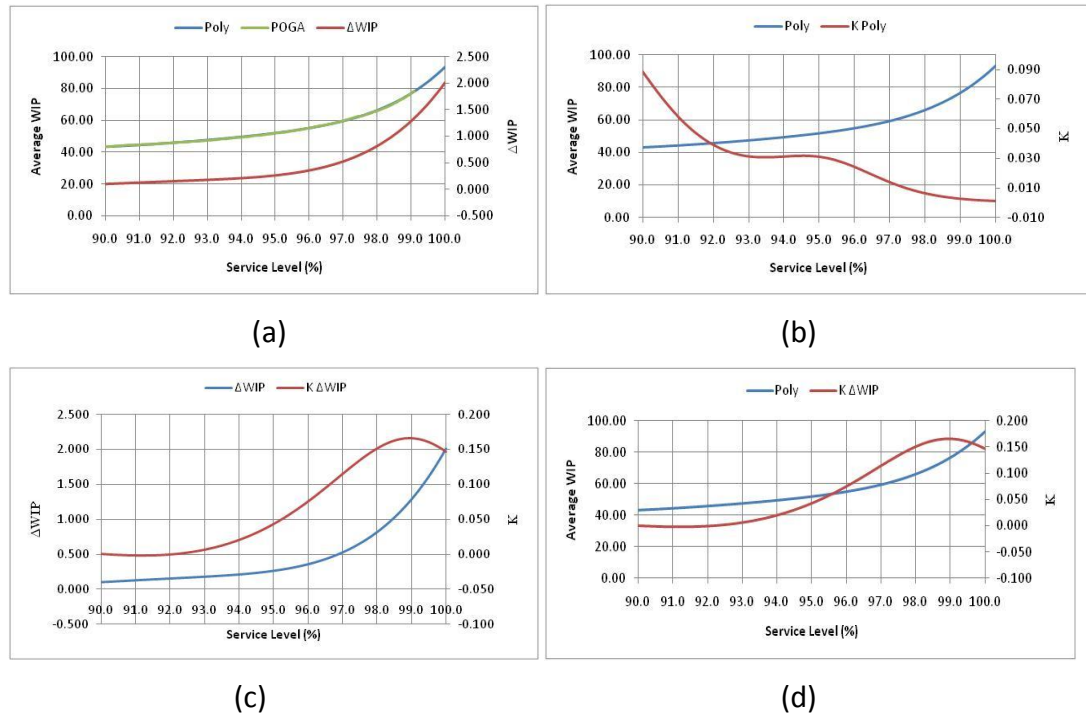 Poly POGA ΔWIP
100.00
80.00
60.00
40.00
20.00
0.00
Average WIP
2.500
2.000
1.500
1.000
0.500
0.000
-0.500
ΔWIP
90.0 91.0 92.0 93.0 94.0 95.0 96.0 97.0 98.0 99.0 100.0
Service Level (%)
(a)
Poly K Poly
100.00
80.00
60.00
40.00
20.00
0.00
Average WIP
0.090
0.070
0.050
0.030
0.010
-0.010
K
90.0 91.0 92.0 93.0 94.0 95.0 96.0 97.0 98.0 99.0 100.0
Service Level (%)
(b)
ΔWIP K ΔWIP
2.500
2.000
1.500
1.000
0.500
0.000
-0.500
ΔWIP
0.200
0.150
0.100
0.050
0.000
-0.050
-0.100
K
90.0 91.0 92.0 93.0 94.0 95.0 96.0 97.0 98.0 99.0 100.0
Service Level (%)
(c)
Poly K ΔWIP
100.00
80.00
60.00
40.00
20.00
0.00
Average WIP
0.200
0.150
0.100
0.050
0.000
-0.050
-0.100
K
90.0 91.0 92.0 93.0 94.0 95.0 96.0 97.0 98.0 99.0 100.0
Service Level (%)
(d)